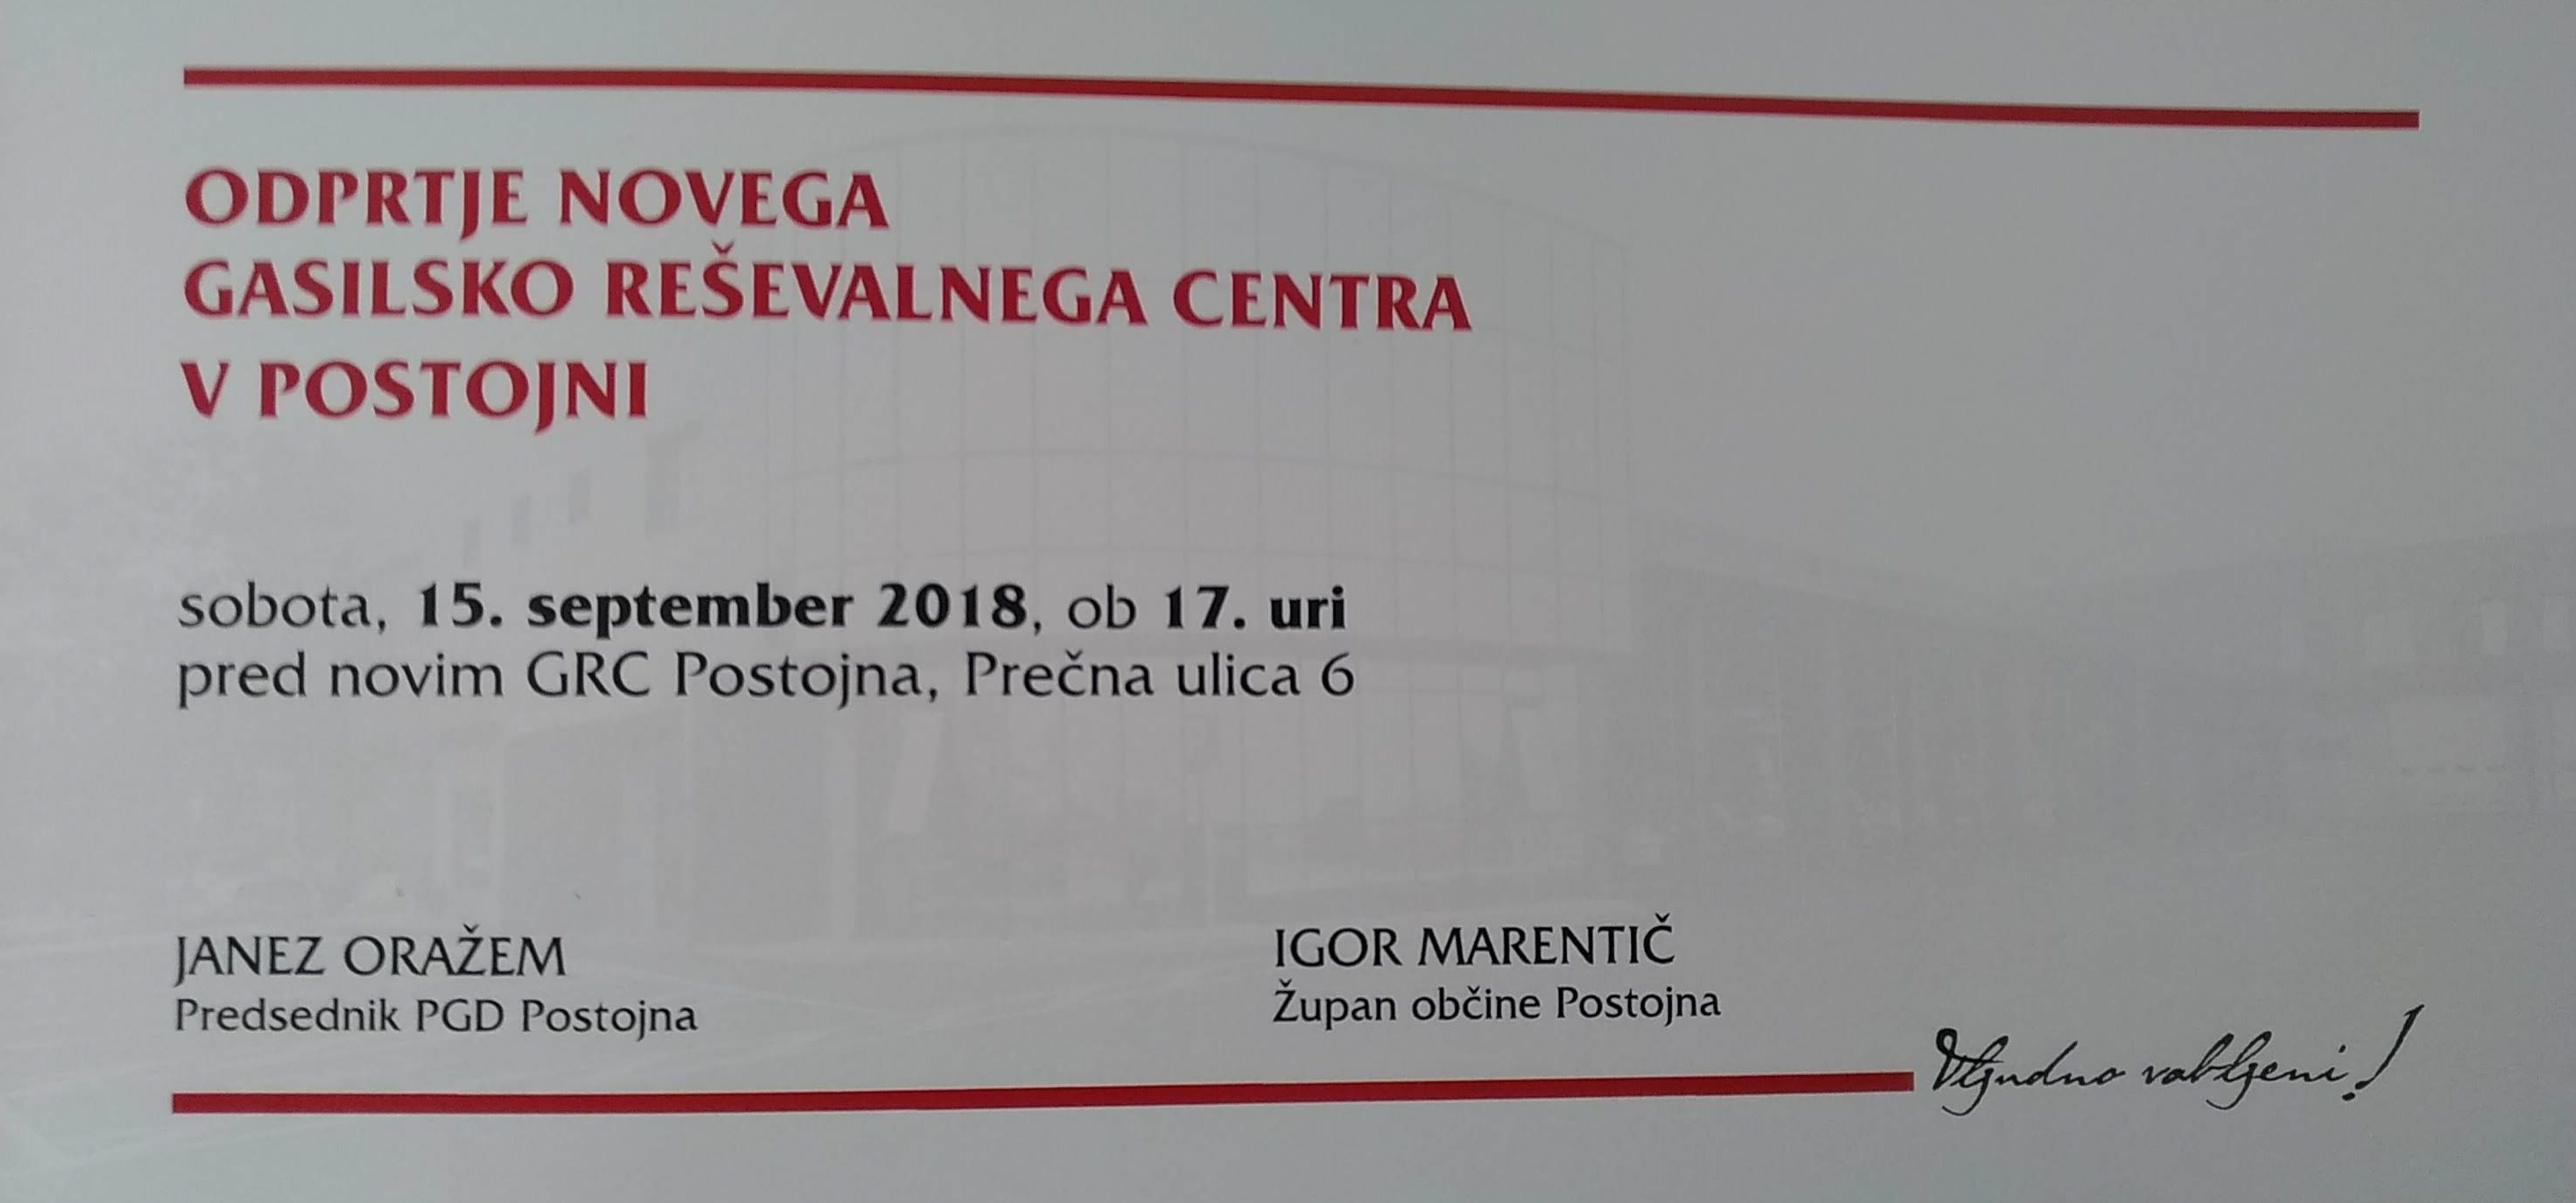 ODPRTJE NOVEGA
GASILSKO REŠEVALNEGA CENTRA
V POSTOJNI
sobota, 15. september 2018, ob 17. uri
pred novim GRC Postojna, Prečna ulica 6
JANEZ ORAŽEM
Predsednik PGD Postojna
IGOR MARENTIČ
Župan občine Postojna
Vljudno vabljeni!